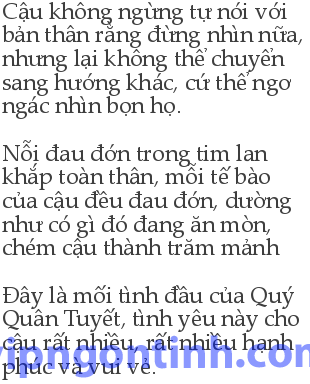 Cậu không ngừng tự nói với
bản thân rằng đừng nhìn nữa,
nhưng lại không thể chuyển
sang hướng khác, cứ thế ngơ
ngác nhìn bọn họ.
Nỗi đau đớn trong tim lan
khắp toàn thân, mỗi tế bào
của cậu đều đau đớn, dường
như có gì đó đang ăn mòn,
chém cậu thành trăm mảnh
Đây là mối tình đầu của Quý
Quân Tuyết, tình yêu này cho
cậu rất nhiều, rất nhiều hạnh
vipngontinh.com
phúc và vui vẻ.